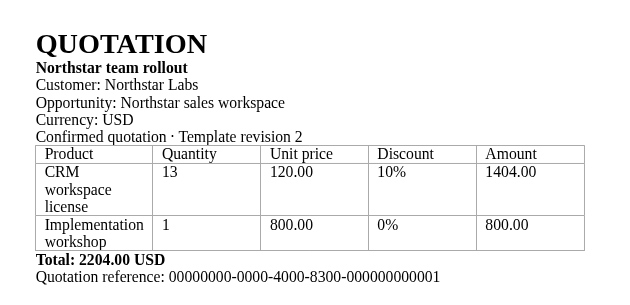 QUOTATION
Northstar team rollout
Customer: Northstar Labs
Opportunity: Northstar sales workspace
Currency: USD
Confirmed quotation · Template revision 2
Product Quantity Unit price Discount Amount
CRM workspace license 13 120.00 10% 1404.00
Implementation workshop 1 800.00 0% 800.00
Total: 2204.00 USD
Quotation reference: 00000000-0000-4000-8300-000000000001